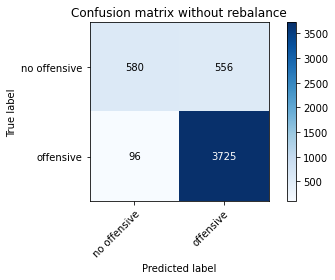 Confusion matrix without rebalance
True label
no offensive
offensive
580
556
96
3725
3500
3000
2500
2000
1500
1000
500
no offensive
offensive
Predicted label